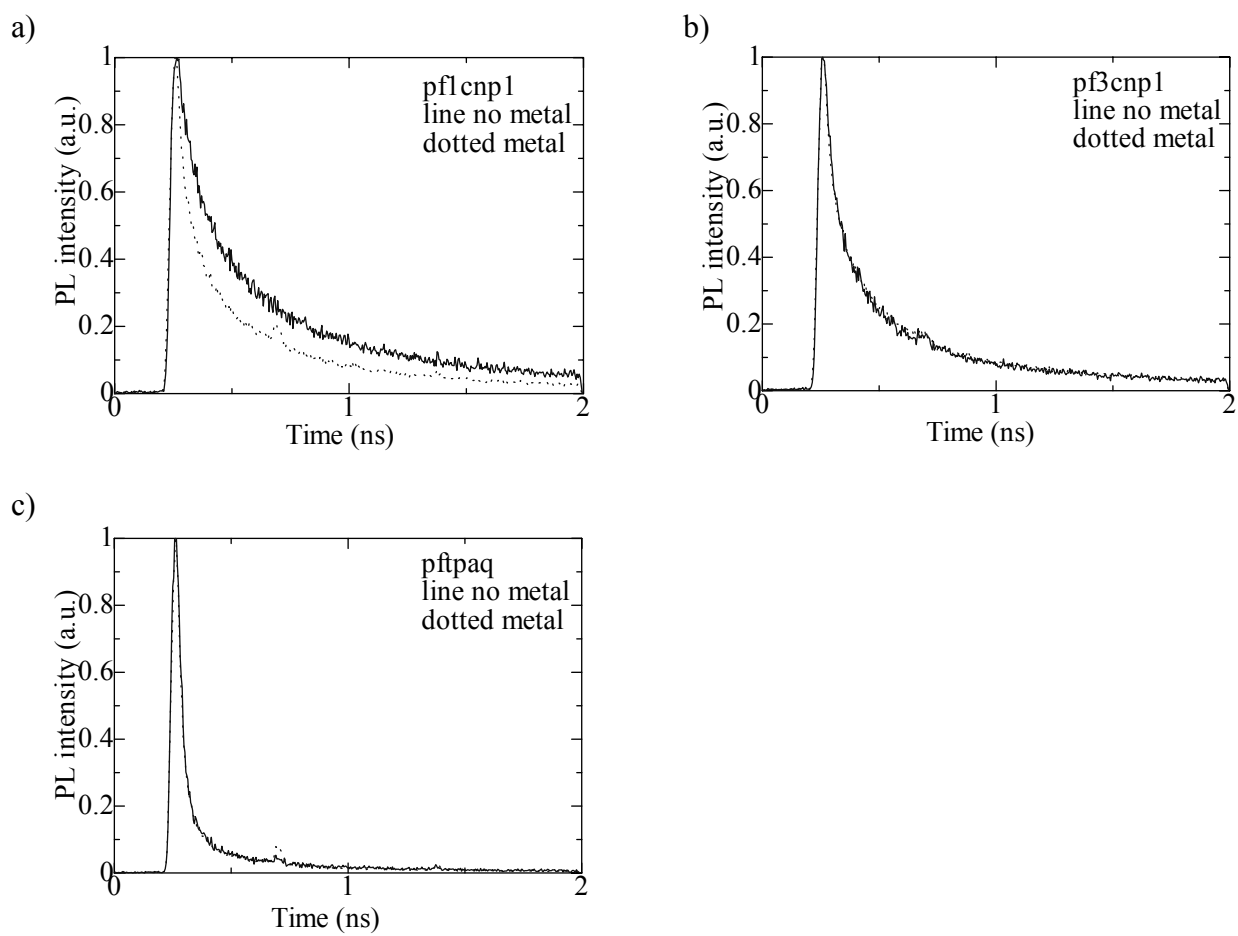 a)
PL intensity (a.u.)
1
0.8
0.6
0.4
0.2
0
0
1
2
Time (ns)
pf1cnp1
line no metal
dotted metal
b)
PL intensity (a.u.)
1
0.8
0.6
0.4
0.2
0
0
1
2
Time (ns)
pf3cnp1
line no metal
dotted metal
c)
PL intensity (a.u.)
1
0.8
0.6
0.4
0.2
0
0
1
2
Time (ns)
pftpaq
line no metal
dotted metal